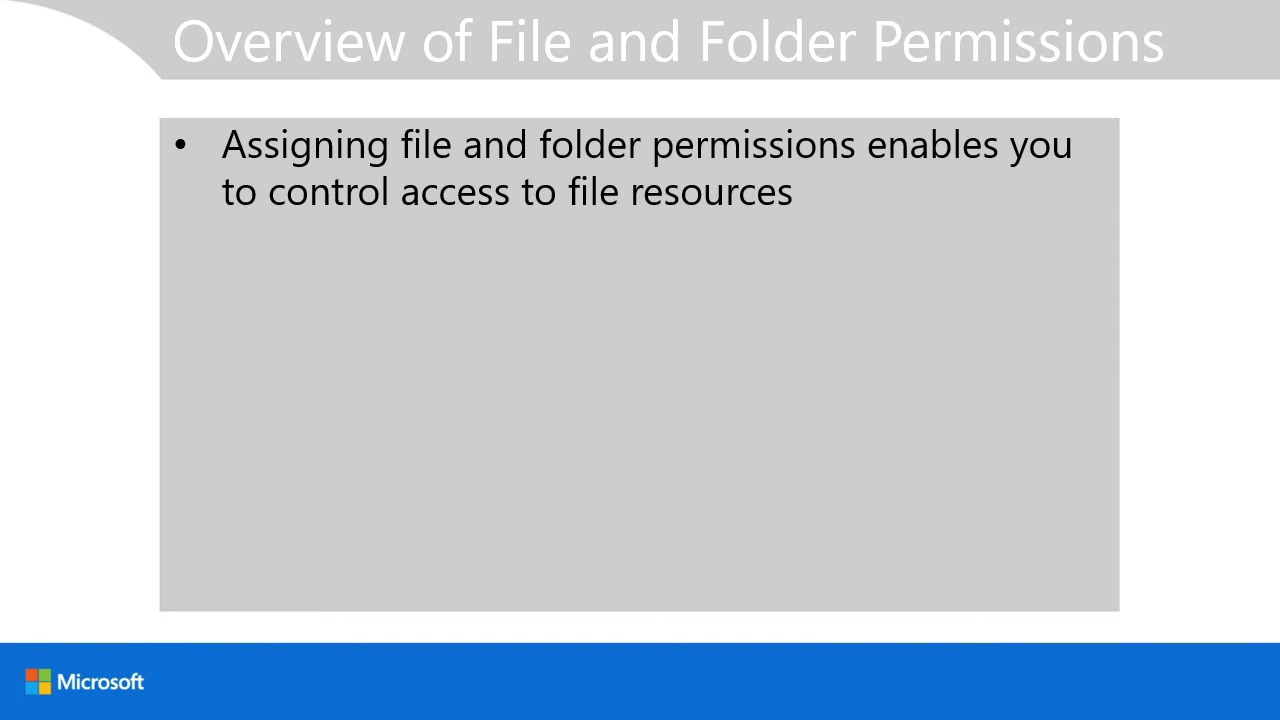 Overview of File and Folder Permissions
• Assigning file and folder permissions enables you
to control access to file resources
Microsoft